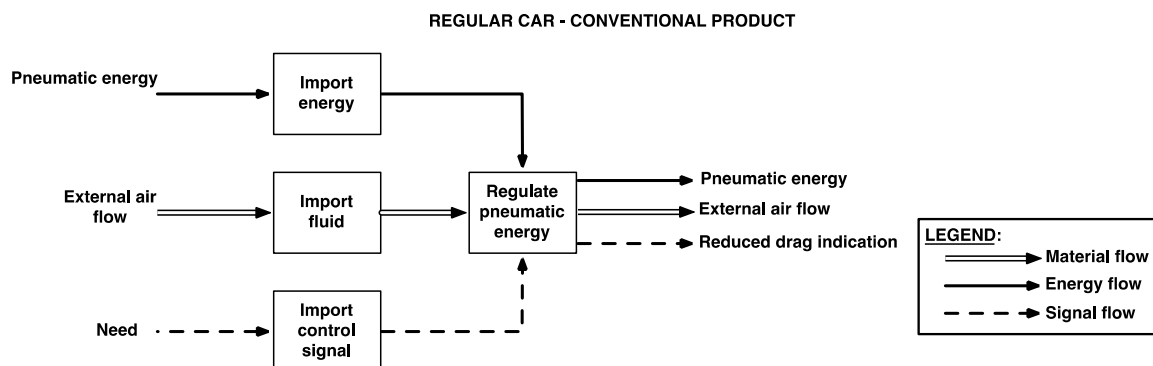 REGULAR CAR - CONVENTIONAL PRODUCT
Pneumatic energy
Import
energy
External air
flow
Import
fluid
Regulate
pneumatic
energy
Pneumatic energy
External air flow
Reduced drag indication
Need
Import
control
signal
LEGEND:
Material flow
Energy flow
Signal flow